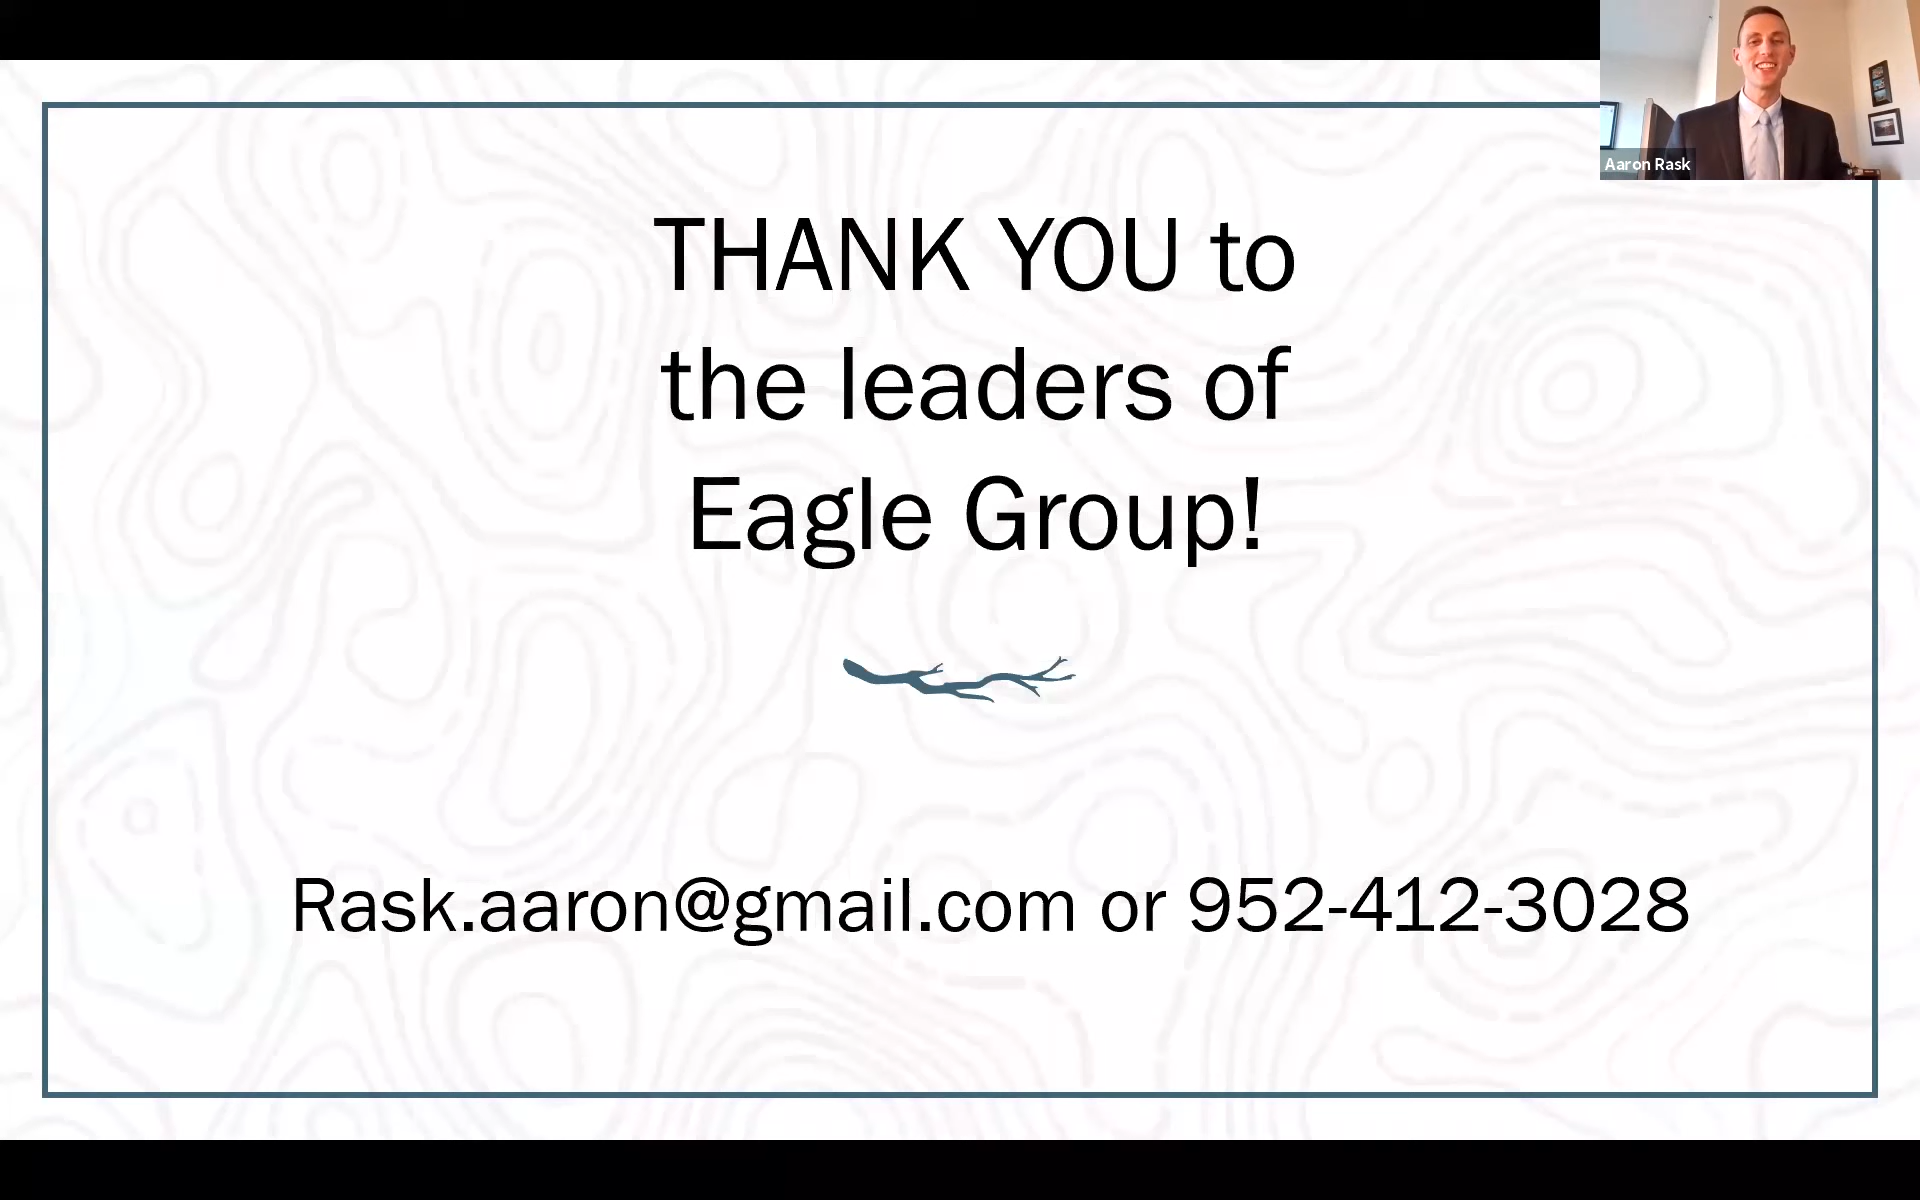 Aaron Rask
THANK YOU to
the leaders of
Eagle Group!
Rask.aaron@gmail.com or 952-412-3028